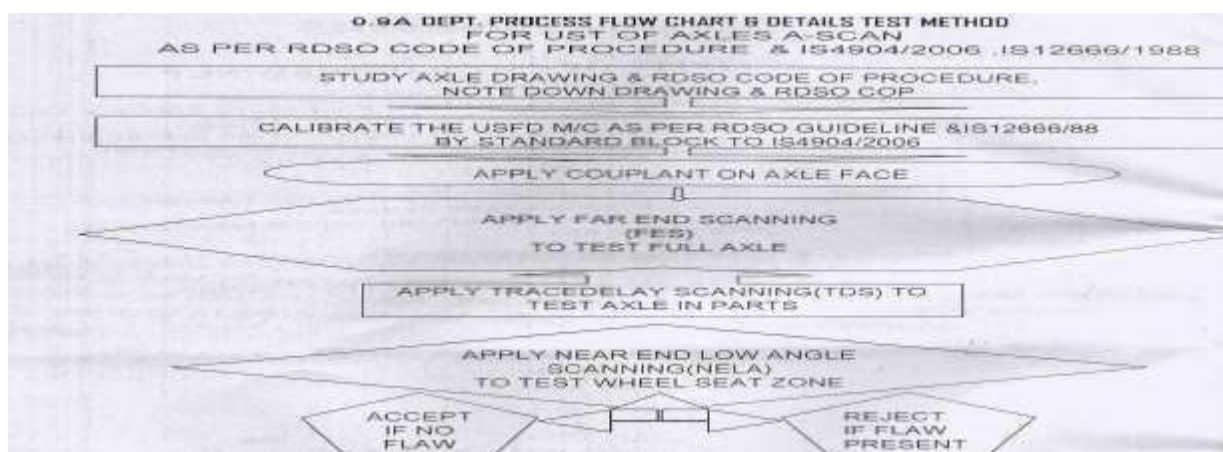 0.9A DEPT. PROCESS FLOW CHART & DETAILS TEST METHOD
FOR UST OF AXLES A-SCAN
AS PER RDSO CODE OF PROCEDURE & IS4904/2006 .IS12666/1988
STUDY AXLE DRAWING & RDSO CODE OF PROCEDURE,
NOTE DOWN DRAWING & RDSO COP
CALIBRATE THE USFD M/C AS PER RDSO GUIDELINE &IS12666/88
BY STANDARD BLOCK TO IS4904/2006
APPLY COUPLANT ON AXLE FACE
APPLY FAR END SCANNING
(FES)
TO TEST FULL AXLE
APPLY TRACEDELAY SCANNING(TDS) TO
TEST AXLE IN PARTS
APPLY NEAR END LOW ANGLE
SCANNING(NELA)
TO TEST WHEEL SEAT ZONE
ACCEPT
IF NO
FLAW
REJECT
IF FLAW
PRESENT